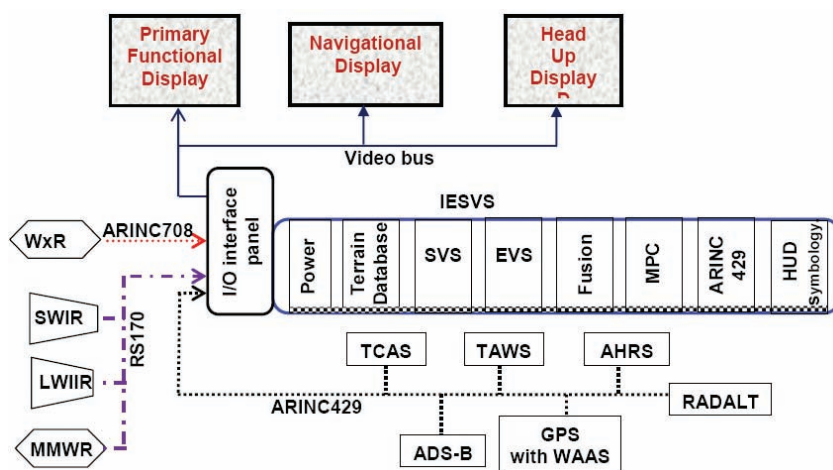 Primary
Functional
Display
Navigational
Display
Head
Up
Display
Video bus
IESVS
ARINC708
WxR
I/O interface
panel
Power
Terrain
Database
SVS
EVS
Fusion
MPC
ARINC
429
HUD
Symbology
SWIR
RS170
LWIIR
MMWR
TCAS
TAWS
AHRS
ARINC429
RADALT
ADS-B
GPS
with WAAS